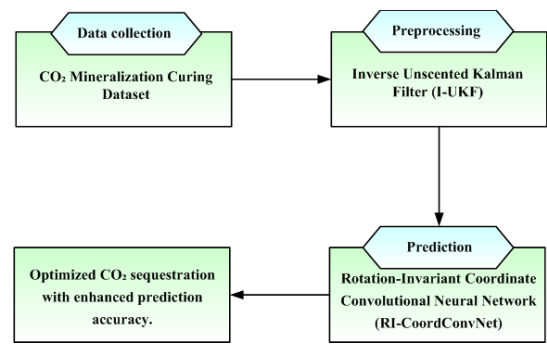 Data collection
CO₂ Mineralization Curing
Dataset
Preprocessing
Inverse Unscented Kalman
Filter (I-UKF)
Prediction
Rotation-Invariant Coordinate
Convolutional Neural Network
(RI-CoordConvNet)
Optimized CO₂ sequestration
with enhanced prediction
accuracy.